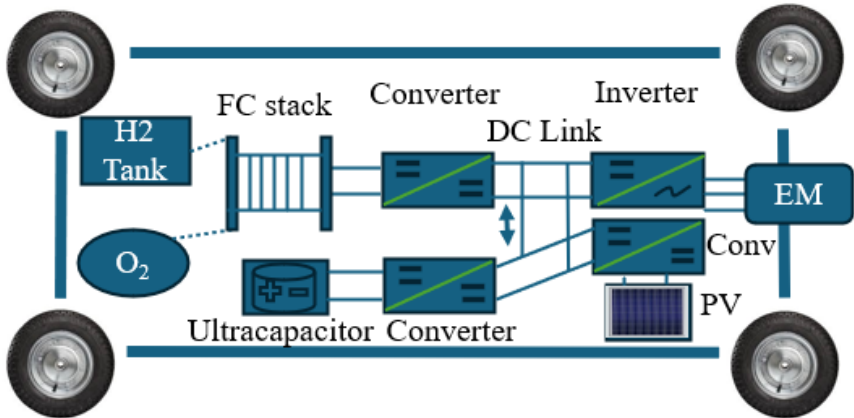 FC stack
Converter
Inverter
H2
Tank
DC Link
EM
O₂
Conv
Ultracapacitor
Converter
PV